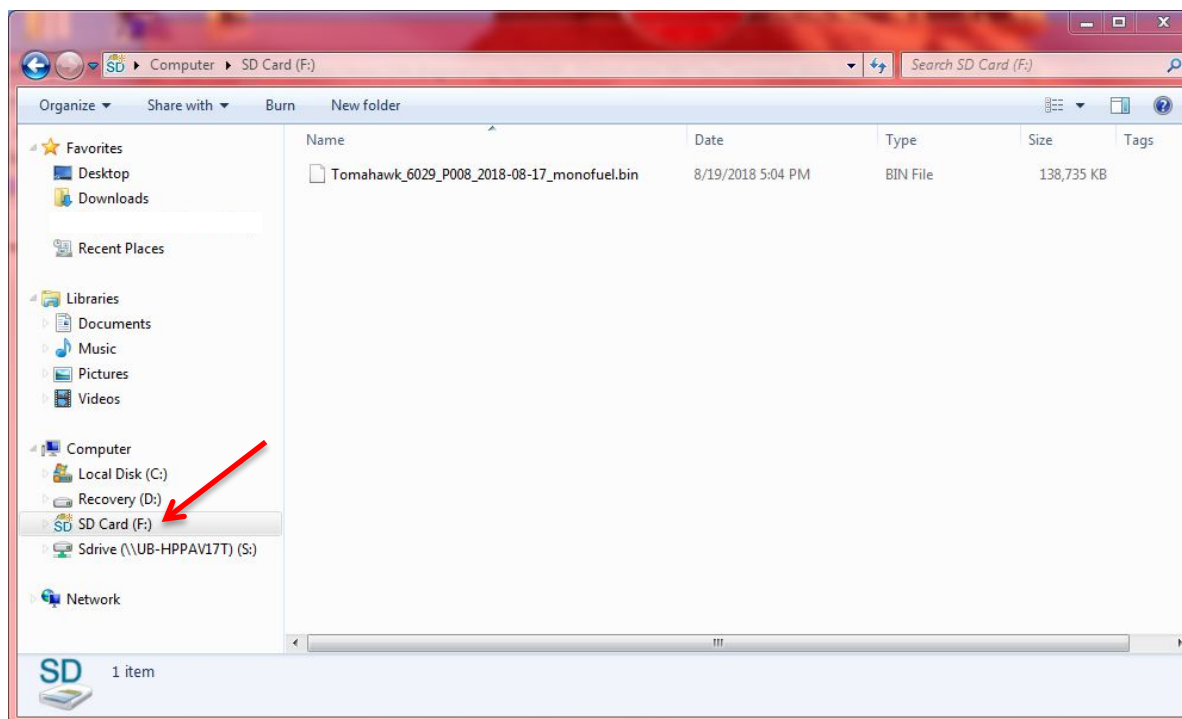 SD Computer SD Card (F:) Search SD Card (F:)
Organize Share with Burn New folder
Name Date Type Size Tags
Tomahawk_6029_P008_2018-08-17_monofuel.bin 8/19/2018 5:04 PM BIN File 138,735 KB
Favorites
Desktop
Downloads
Recent Places
Libraries
Documents
Music
Pictures
Videos
Computer
Local Disk (C:)
Recovery (D:)
SD SD Card (F:)
Sdrive (\\UB-HPPAV17T) (S:)
Network
SD 1 item